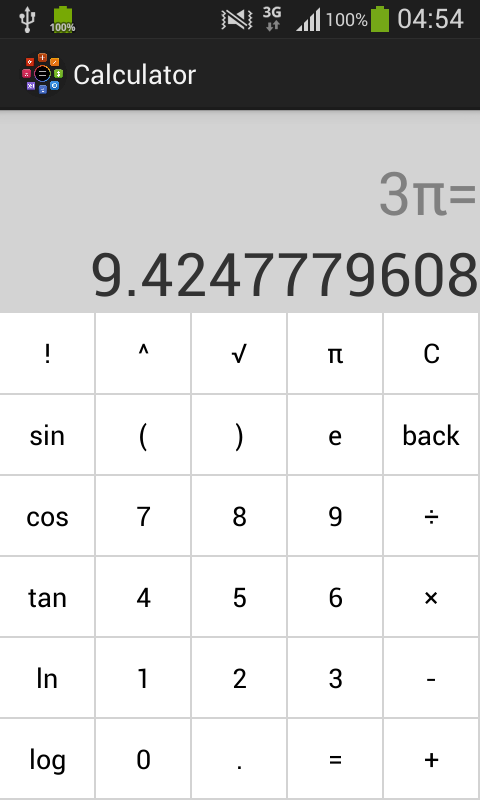 100% 3G 100% 04:54
Calculator
3π=
9.4247779608
! ^ √ π C
sin ( ) e back
cos 7 8 9 ÷
tan 4 5 6 ×
ln 1 2 3 -
log 0 . = +